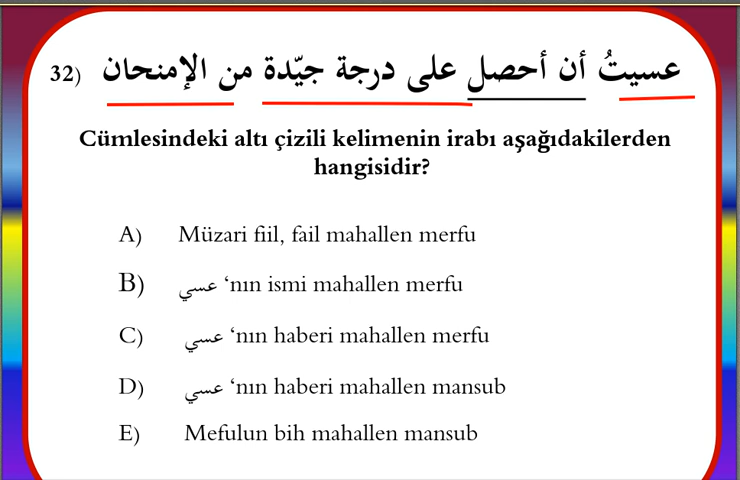 32) عسيتُ أن أحصل على درجة جيّدة من الإمنحان
Cümlesindeki altı çizili kelimenin irabı aşağıdakilerden
hangisidir?
A) Müzari fiil, fail mahallen merfu
B) عسي ‘nın ismi mahallen merfu
C) عسي ‘nın haberi mahallen merfu
D) عسي ‘nın haberi mahallen mansub
E) Mefulun bih mahallen mansub